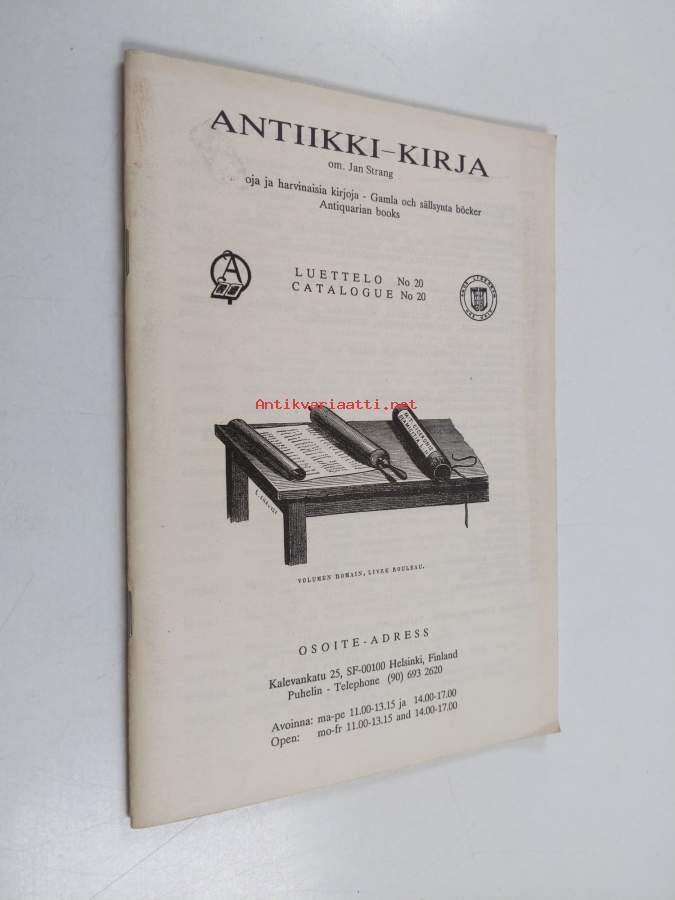 ANTIIKKI-KIRJA
om. Jan Strang
oja ja harvinaisia kirjoja - Gamla och sällsynta böcker
Antiquarian books
A
LUETTELO No 20
CATALOGUE No 20
Antikvariaatti.net
VOLUMEN ROMAIN, LIVRE ROULEAU.
OSOITE-ADRESS
Kalevankatu 25, SF-00100 Helsinki, Finland
Puhelin - Telephone (90) 693 2620
Avoinna: ma-pe 11.00-13.15 ja 14.00-17.00
Open: mo-fr 11.00-13.15 and 14.00-17.00